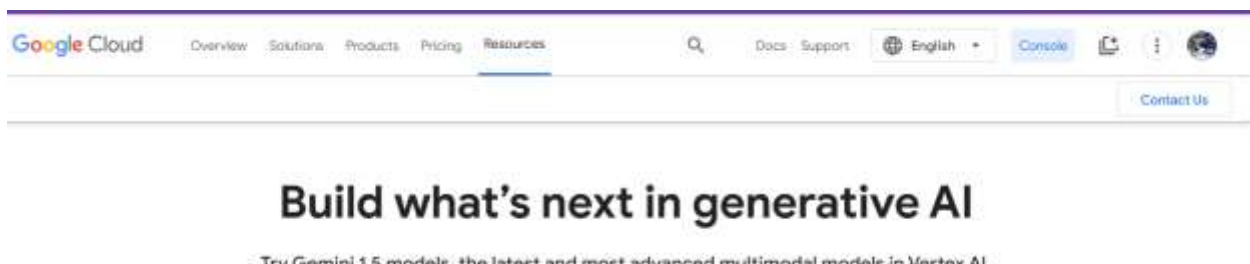 Google Cloud Overview Solutions Products Pricing Resources Docs Support English Console
Contact Us
Build what's next in generative AI
Try Gemini 1.5 models, the latest and most advanced multimodal models in Vertex AI